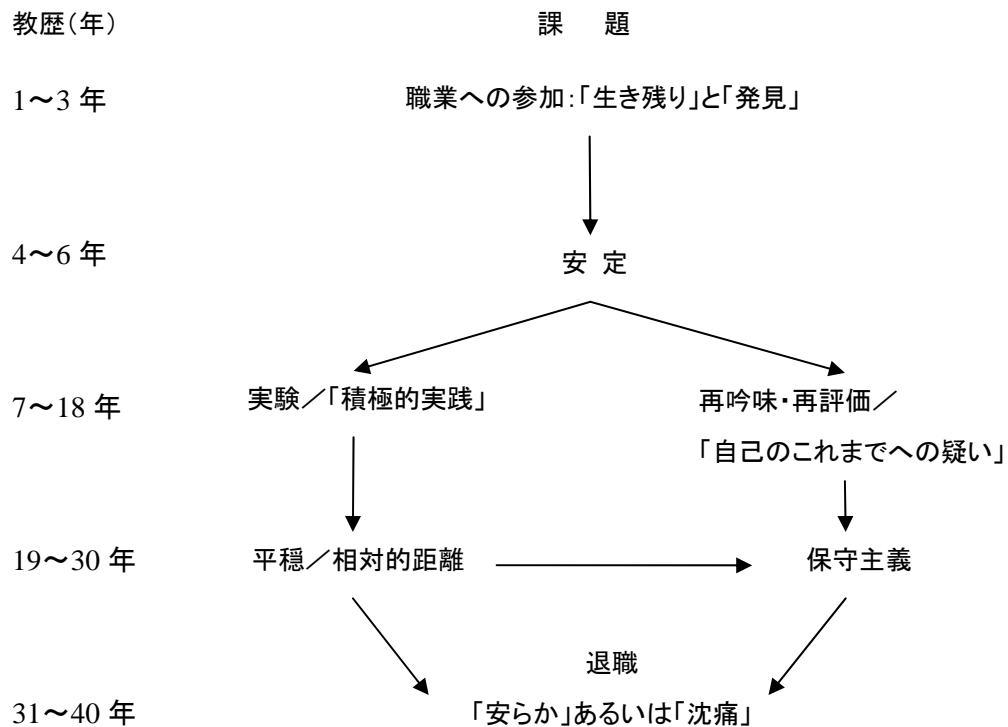 教歴(年) 課 題
1～3 年 職業への参加:「生き残り」と「発見」
4～6 年 安 定
7～18 年 実験／「積極的実践」 再吟味・再評価／
「自己のこれまでへの疑い」
19～30 年 平穏／相対的距離 保守主義
退職
31～40 年 「安らか」あるいは「沈痛」